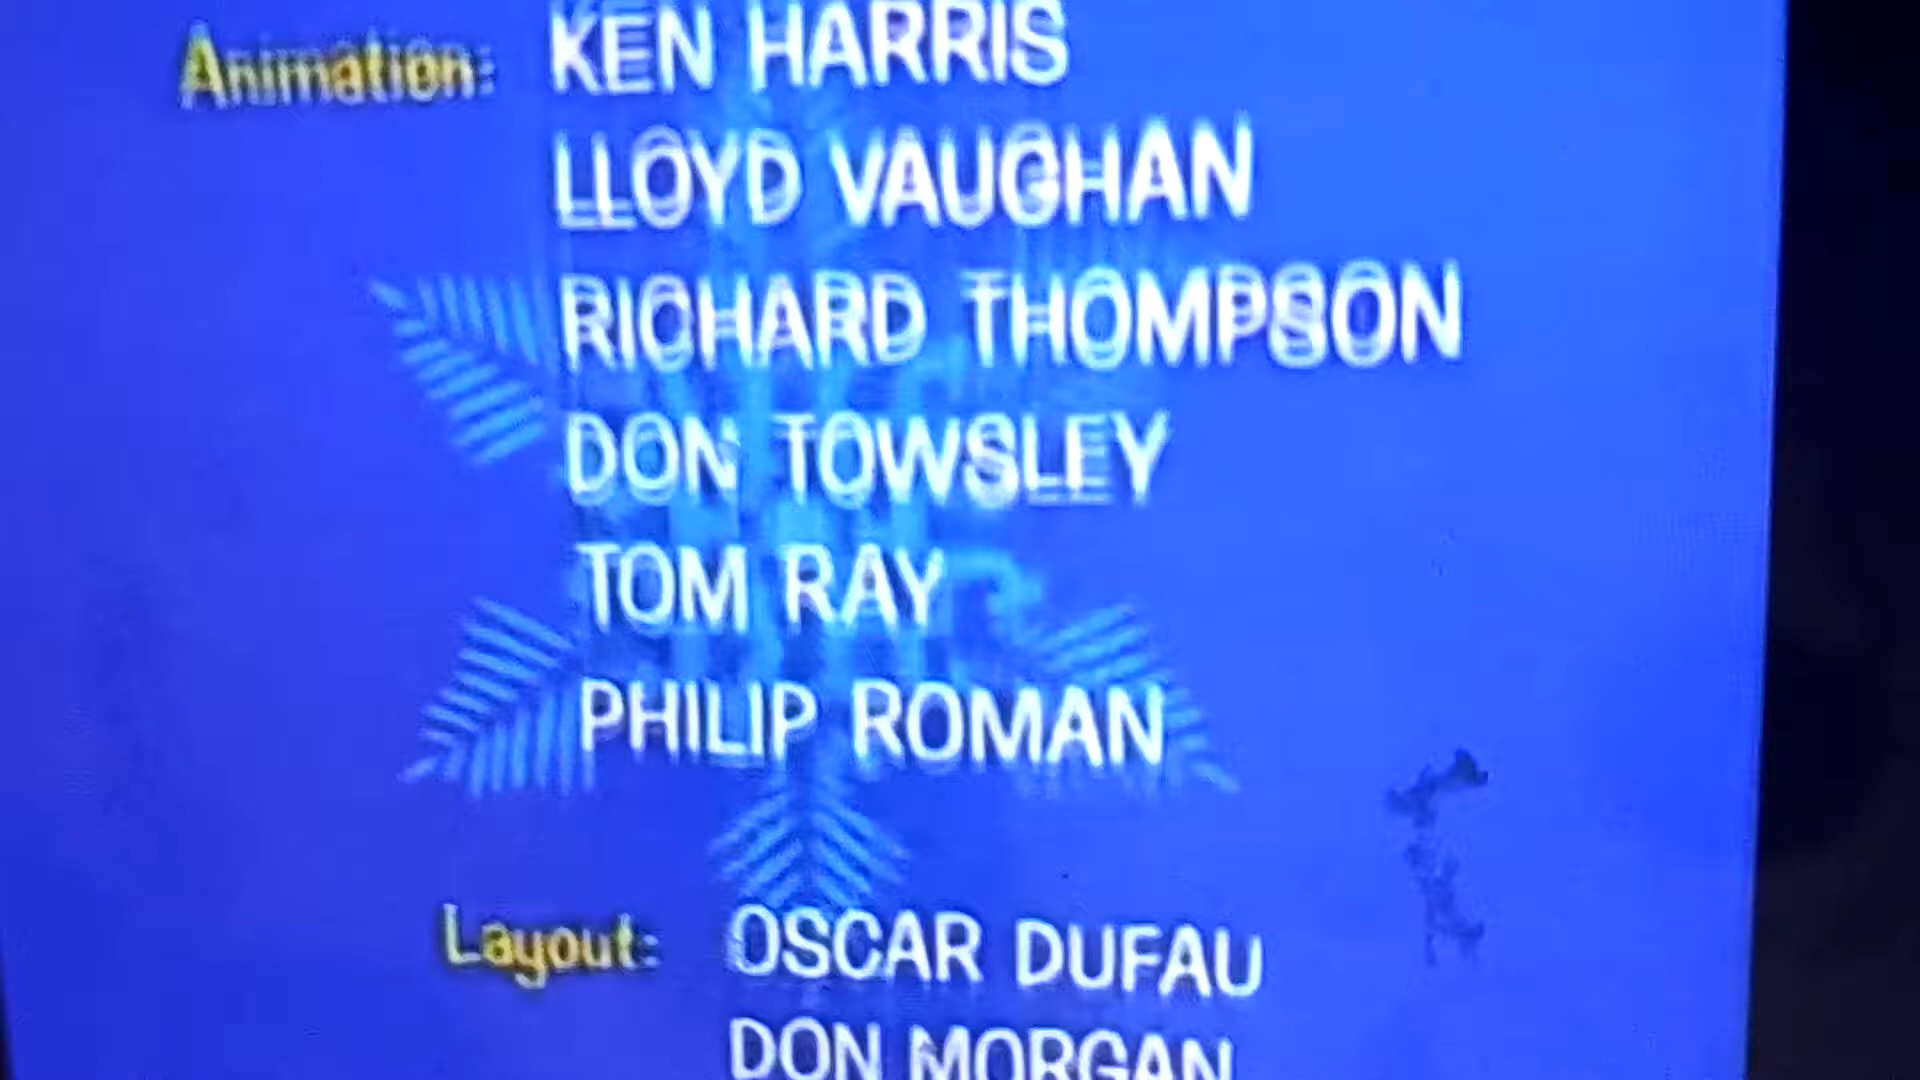 Animation: KEN HARRIS
LLOYD VAUGHAN
RICHARD THOMPSON
DON TOWSLEY
TOM RAY
PHILIP ROMAN
Layout: OSCAR DUFAU
DON MORGAN